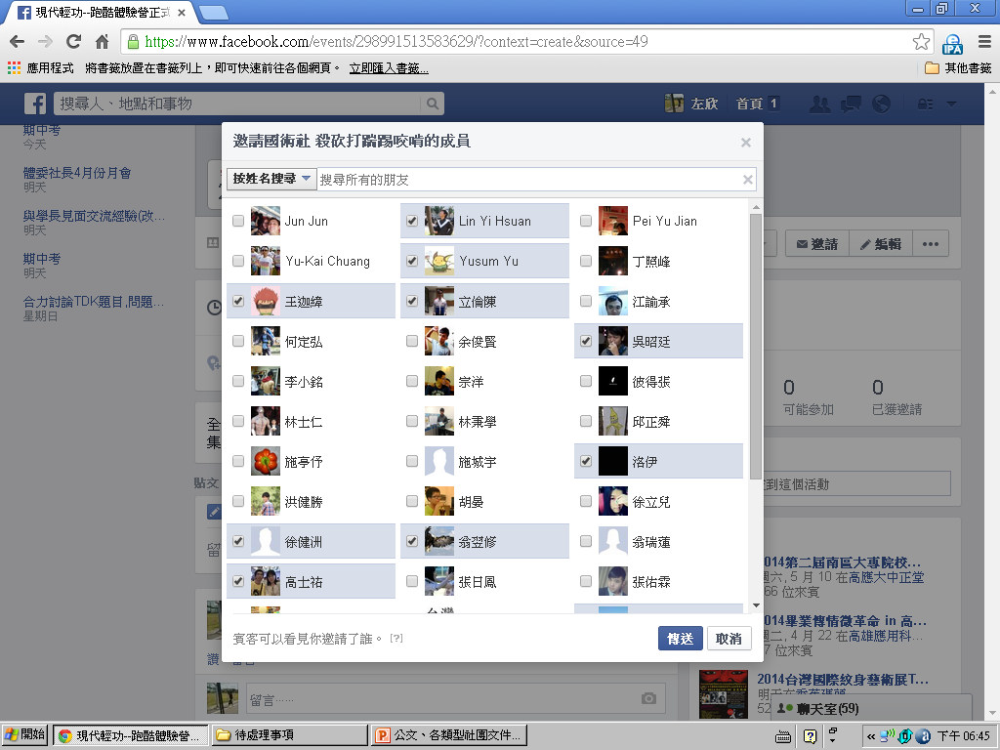 現代輕功--跑酷體驗營正式
https://www.facebook.com/events/298991513583629/?context=create&source=49
IPA
應用程式 將書籤放置在書籤列上，即可快速前往各個網頁。 立即匯入書籤...
其他書籤
搜尋人、地點和事物
左欣 首頁 1
期中考
今天
體委社長4月份月會
明天
與學長見面交流經驗(改...
明天
期中考
明天
合力討論TDK題目,問題...
星期日
邀請國術社 殺砍打踹踢咬啃的成員
按姓名搜尋 搜尋所有的朋友
Jun Jun
Lin Yi Hsuan
Pei Yu Jian
Yu-Kai Chuang
Yusum Yu
丁照峰
王迦緯
立倫陳
江諭承
何定弘
余俊賢
吳昭廷
李小銘
宗洋
彼得張
林士仁
林秉學
邱正舜
施亭伃
施城宇
洛伊
洪健勝
胡晏
徐立兒
徐健洲
翁翌修
翁瑞蓮
高士祐
張日鳳
張佑霖
賓客可以看見你邀請了誰。 [?]
傳送 取消
邀請 編輯
0
可能參加
0
已獲邀請
全
集
貼文
到這個活動
留
讚
留言......
2014第二屆南區大專院校...
週六, 5 月 10 在高應大中正堂
66 位來賓
2014畢業傳情微革命 in 高...
週二, 4 月 22 在高雄應用科...
7 位來賓
2014台灣國際紋身藝術展T...
聊天室(59)
開始
現代輕功--跑酷體驗營...
待處理事項
公文、各類型社團文件...
下午 06:45